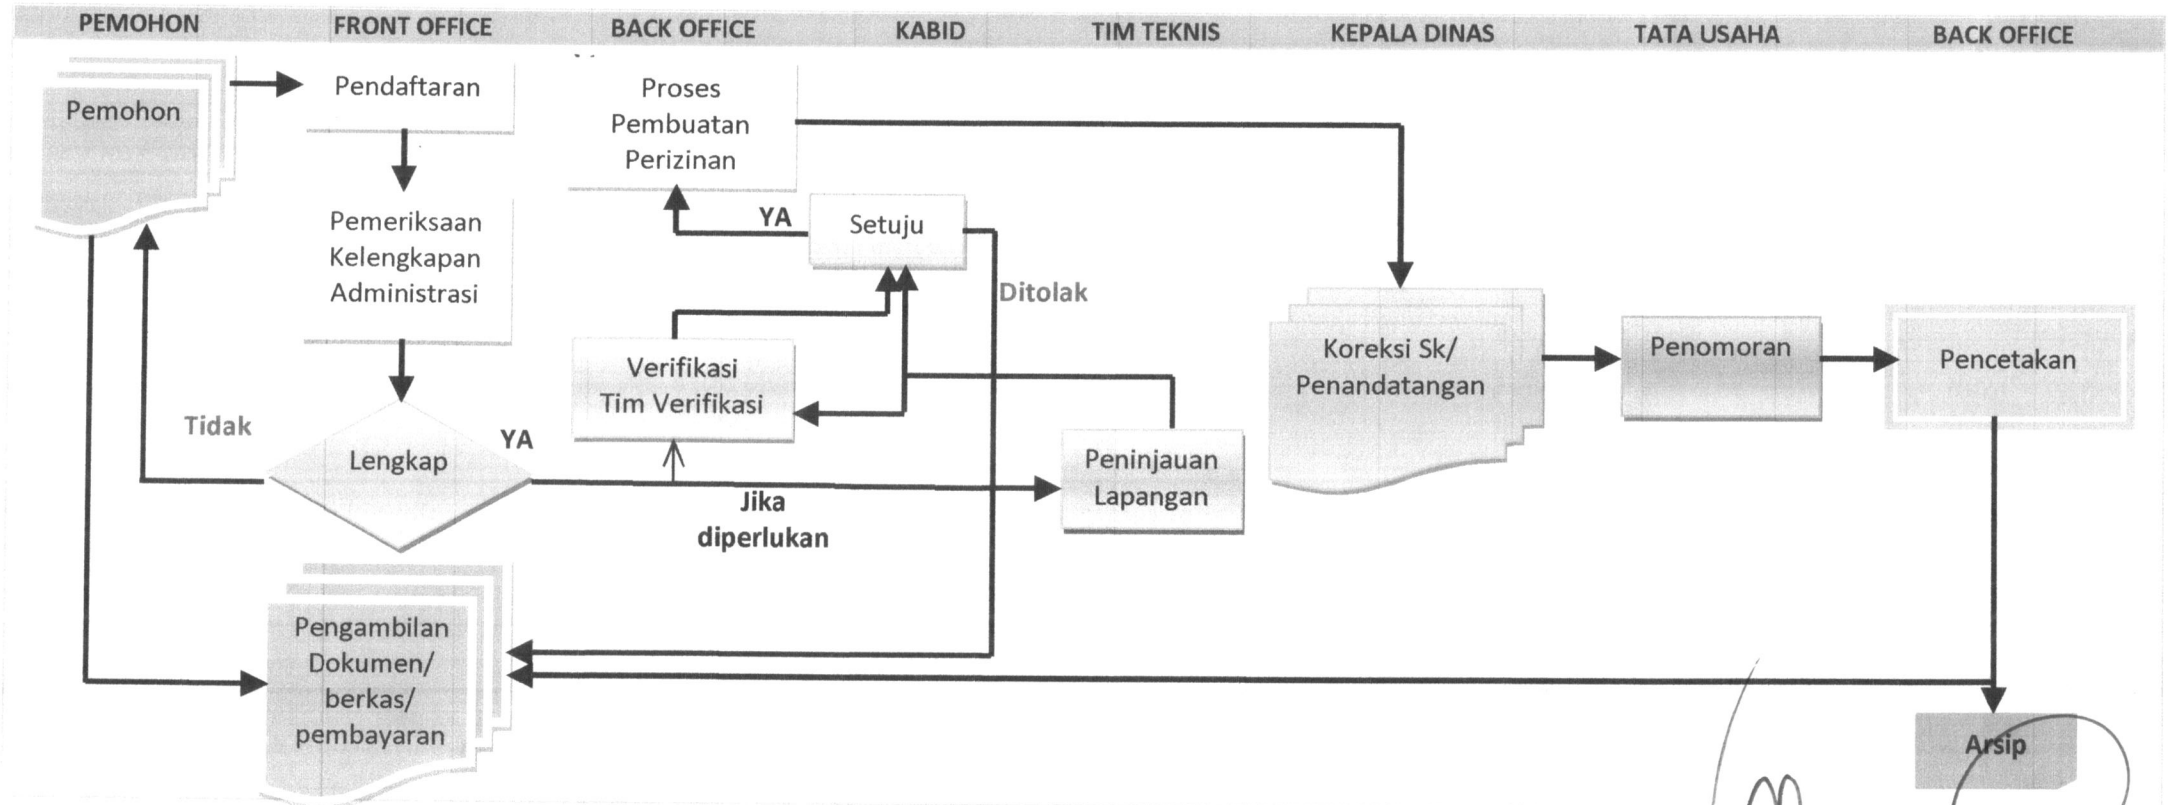 PEMOHON FRONT OFFICE BACK OFFICE KABID TIM TEKNIS KEPALA DINAS TATA USAHA BACK OFFICE
Pemohon
Pendaftaran
Pemeriksaan
Kelengkapan
Administrasi
Tidak
Lengkap
YA
Jika
diperlukan
Pengambilan
Dokumen/
berkas/
pembayaran
Proses
Pembuatan
Perizinan
YA
Setuju
Ditolak
Verifikasi
Tim Verifikasi
Peninjauan
Lapangan
Koreksi Sk/
Penandatangan
Penomoran
Pencetakan
Arsip